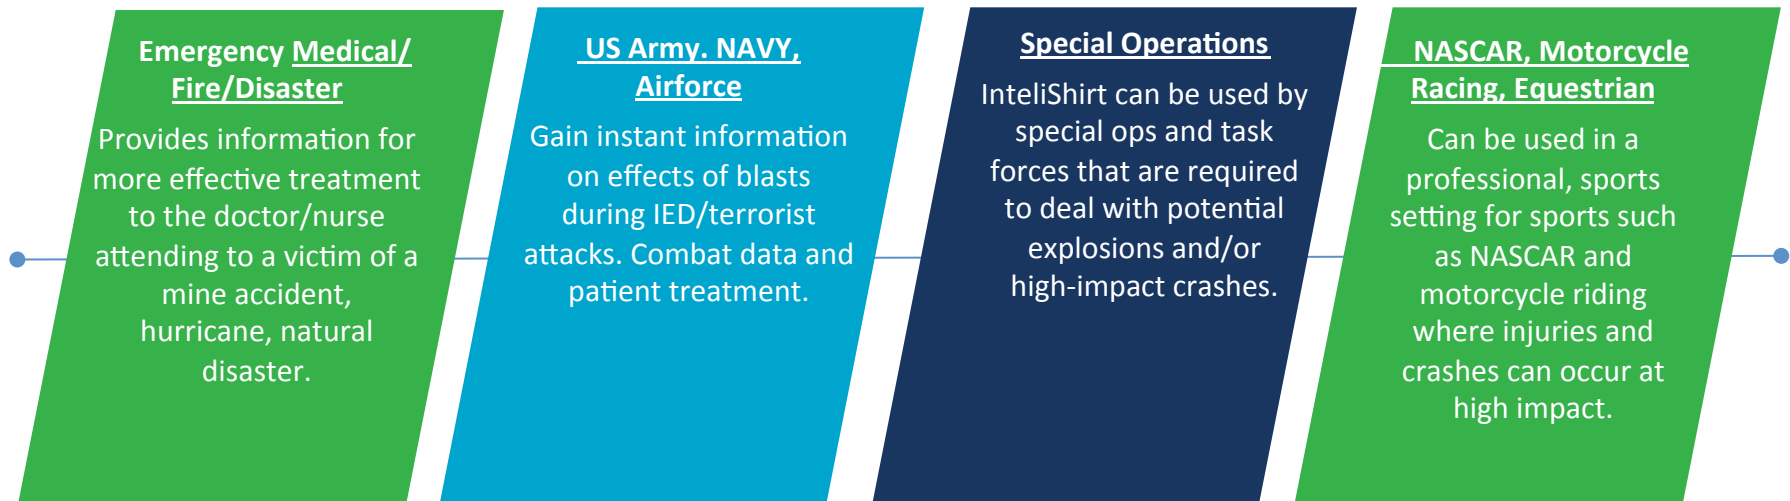 Emergency Medical/
Fire/Disaster
Provides information for
more effective treatment
to the doctor/nurse
attending to a victim of a
mine accident,
hurricane, natural
disaster.
US Army. NAVY,
Airforce
Gain instant information
on effects of blasts
during IED/terrorist
attacks. Combat data and
patient treatment.
Special Operations
InteliShirt can be used by
special ops and task
forces that are required
to deal with potential
explosions and/or
high-impact crashes.
NASCAR, Motorcycle
Racing, Equestrian
Can be used in a
professional, sports
setting for sports such
as NASCAR and
motorcycle riding
where injuries and
crashes can occur at
high impact.